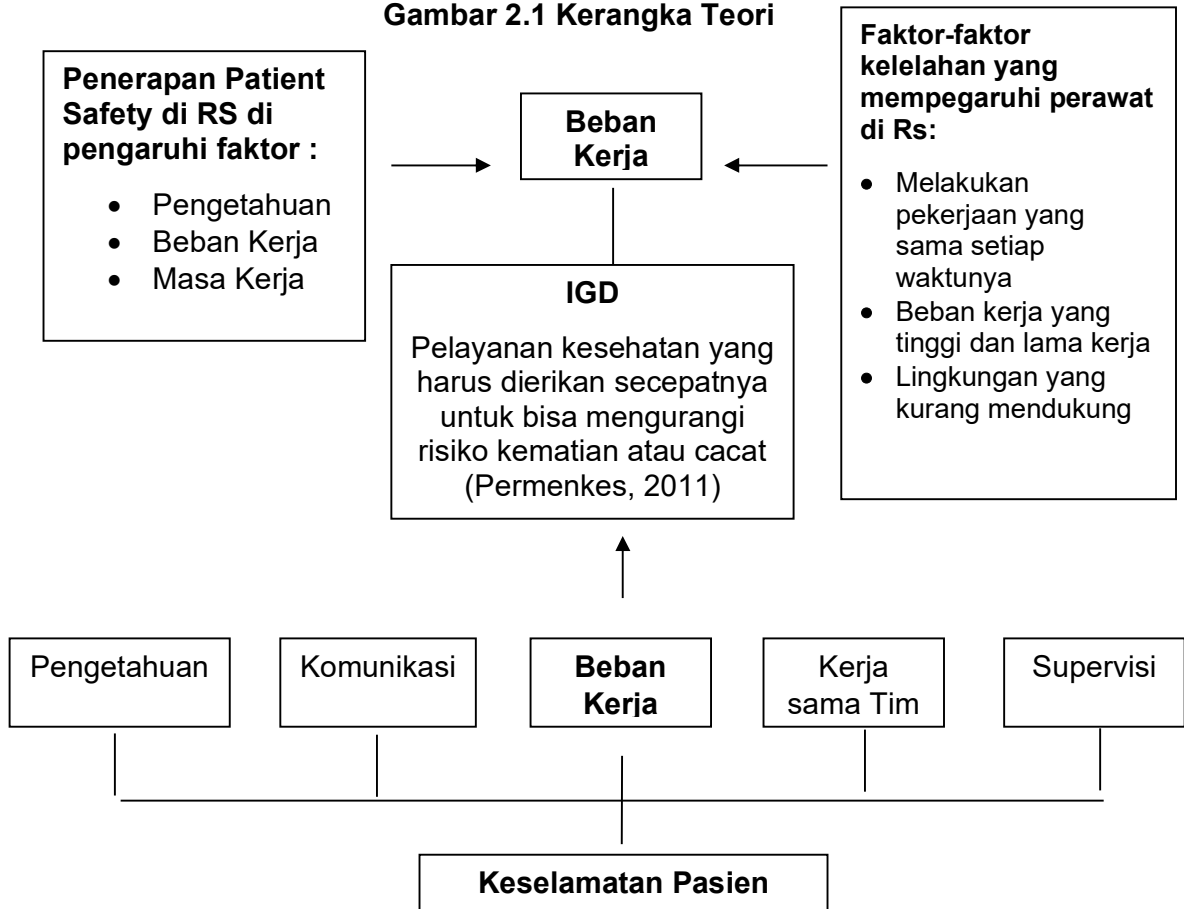 Gambar 2.1 Kerangka Teori
Penerapan Patient
Safety di RS di
pengaruhi faktor :
• Pengetahuan
• Beban Kerja
• Masa Kerja
Beban
Kerja
Faktor-faktor
kelelahan yang
mempegaruhi perawat
di Rs:
• Melakukan
pekerjaan yang
sama setiap
waktunya
• Beban kerja yang
tinggi dan lama kerja
• Lingkungan yang
kurang mendukung
IGD
Pelayanan kesehatan yang
harus dierikan secepatnya
untuk bisa mengurangi
risiko kematian atau cacat
(Permenkes, 2011)
Pengetahuan
Komunikasi
Beban
Kerja
Kerja
sama Tim
Supervisi
Keselamatan Pasien